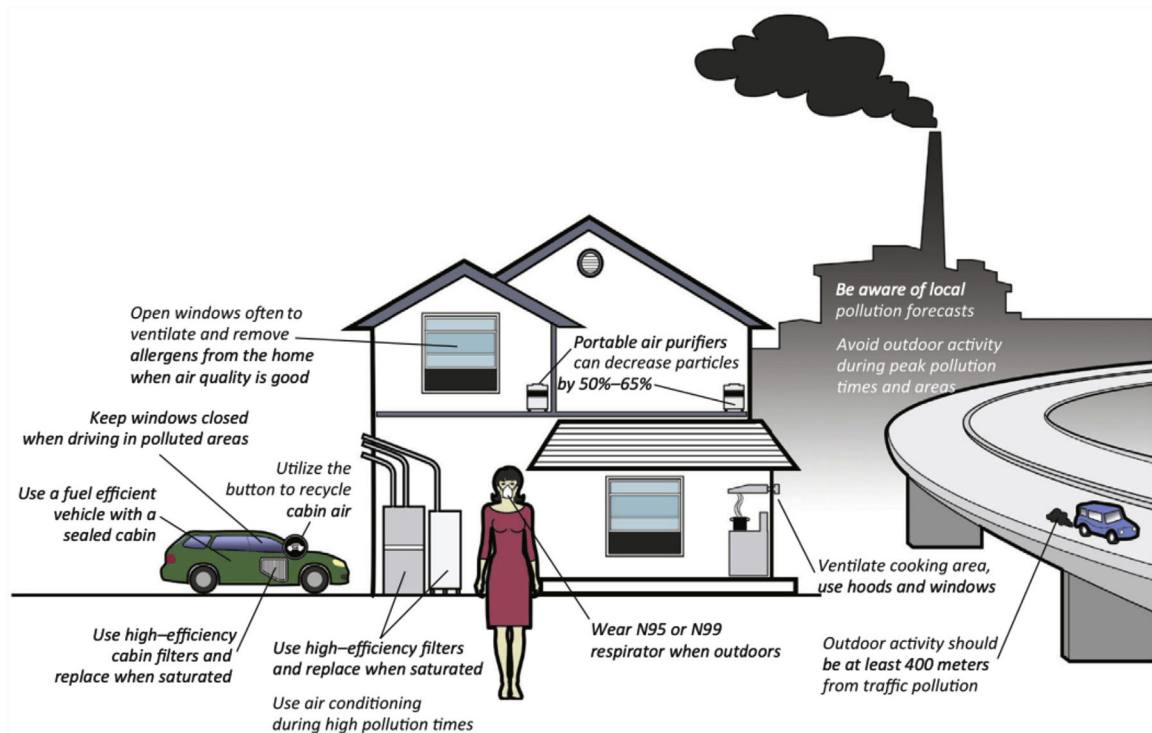 Be aware of local
pollution forecasts
Avoid outdoor activity
during peak pollution
times and areas
Open windows often to
ventilate and remove
allergens from the home
when air quality is good
Portable air purifiers
can decrease particles
by 50%–65%
Keep windows closed
when driving in polluted areas
Utilize the
button to recycle
cabin air
Use a fuel efficient
vehicle with a
sealed cabin
Ventilate cooking area,
use hoods and windows
Use high–efficiency
cabin filters and
replace when saturated
Use high–efficiency filters
and replace when saturated
Use air conditioning
during high pollution times
Wear N95 or N99
respirator when outdoors
Outdoor activity should
be at least 400 meters
from traffic pollution